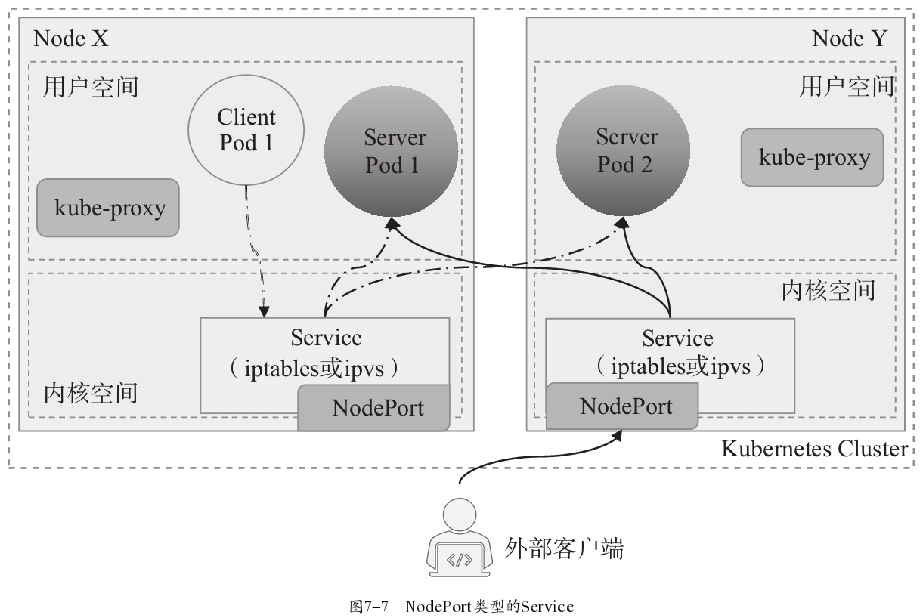 Node X
Node Y
用户空间
用户空间
Client
Pod 1
Server
Pod 1
Server
Pod 2
kube-proxy
kube-proxy
内核空间
Service
（iptables或ipvs）
Service
（iptables或ipvs）
内核空间
NodePort
NodePort
Kubernetes Cluster
</>
外部客户端
图7-7 NodePort类型的Service